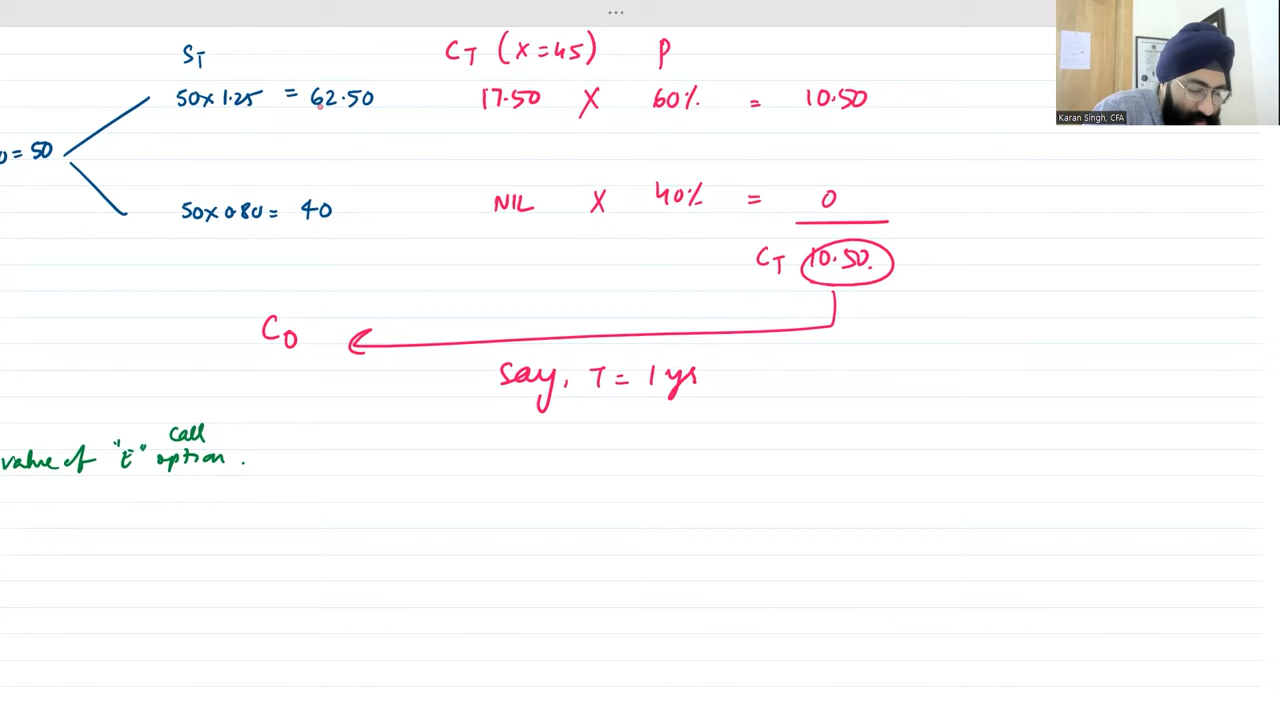 S_T C_T (X=45) P
50 x 1.25 = 62.50 17.50 X 60% = 10.50
0 = 50
50 x 0.80 = 40 NIL X 40% = 0
C_T 10.50.
C_0
Say, T = 1 yr
call
value of "E" option.
Karan Singh, CFA